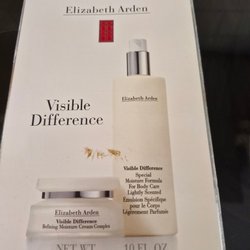 Elizabeth Arden
Visible
Difference
Elizabeth Arden
Visible Difference
Special
Moisture Formula
For Body Care
Lightly Scented
Emulsion Spécifique
pour le Corps
Légèrement Parfumée
Elizabeth Arden
Visible Difference
Refining Moisture Cream Complex
NET WT.
10 FL. OZ.